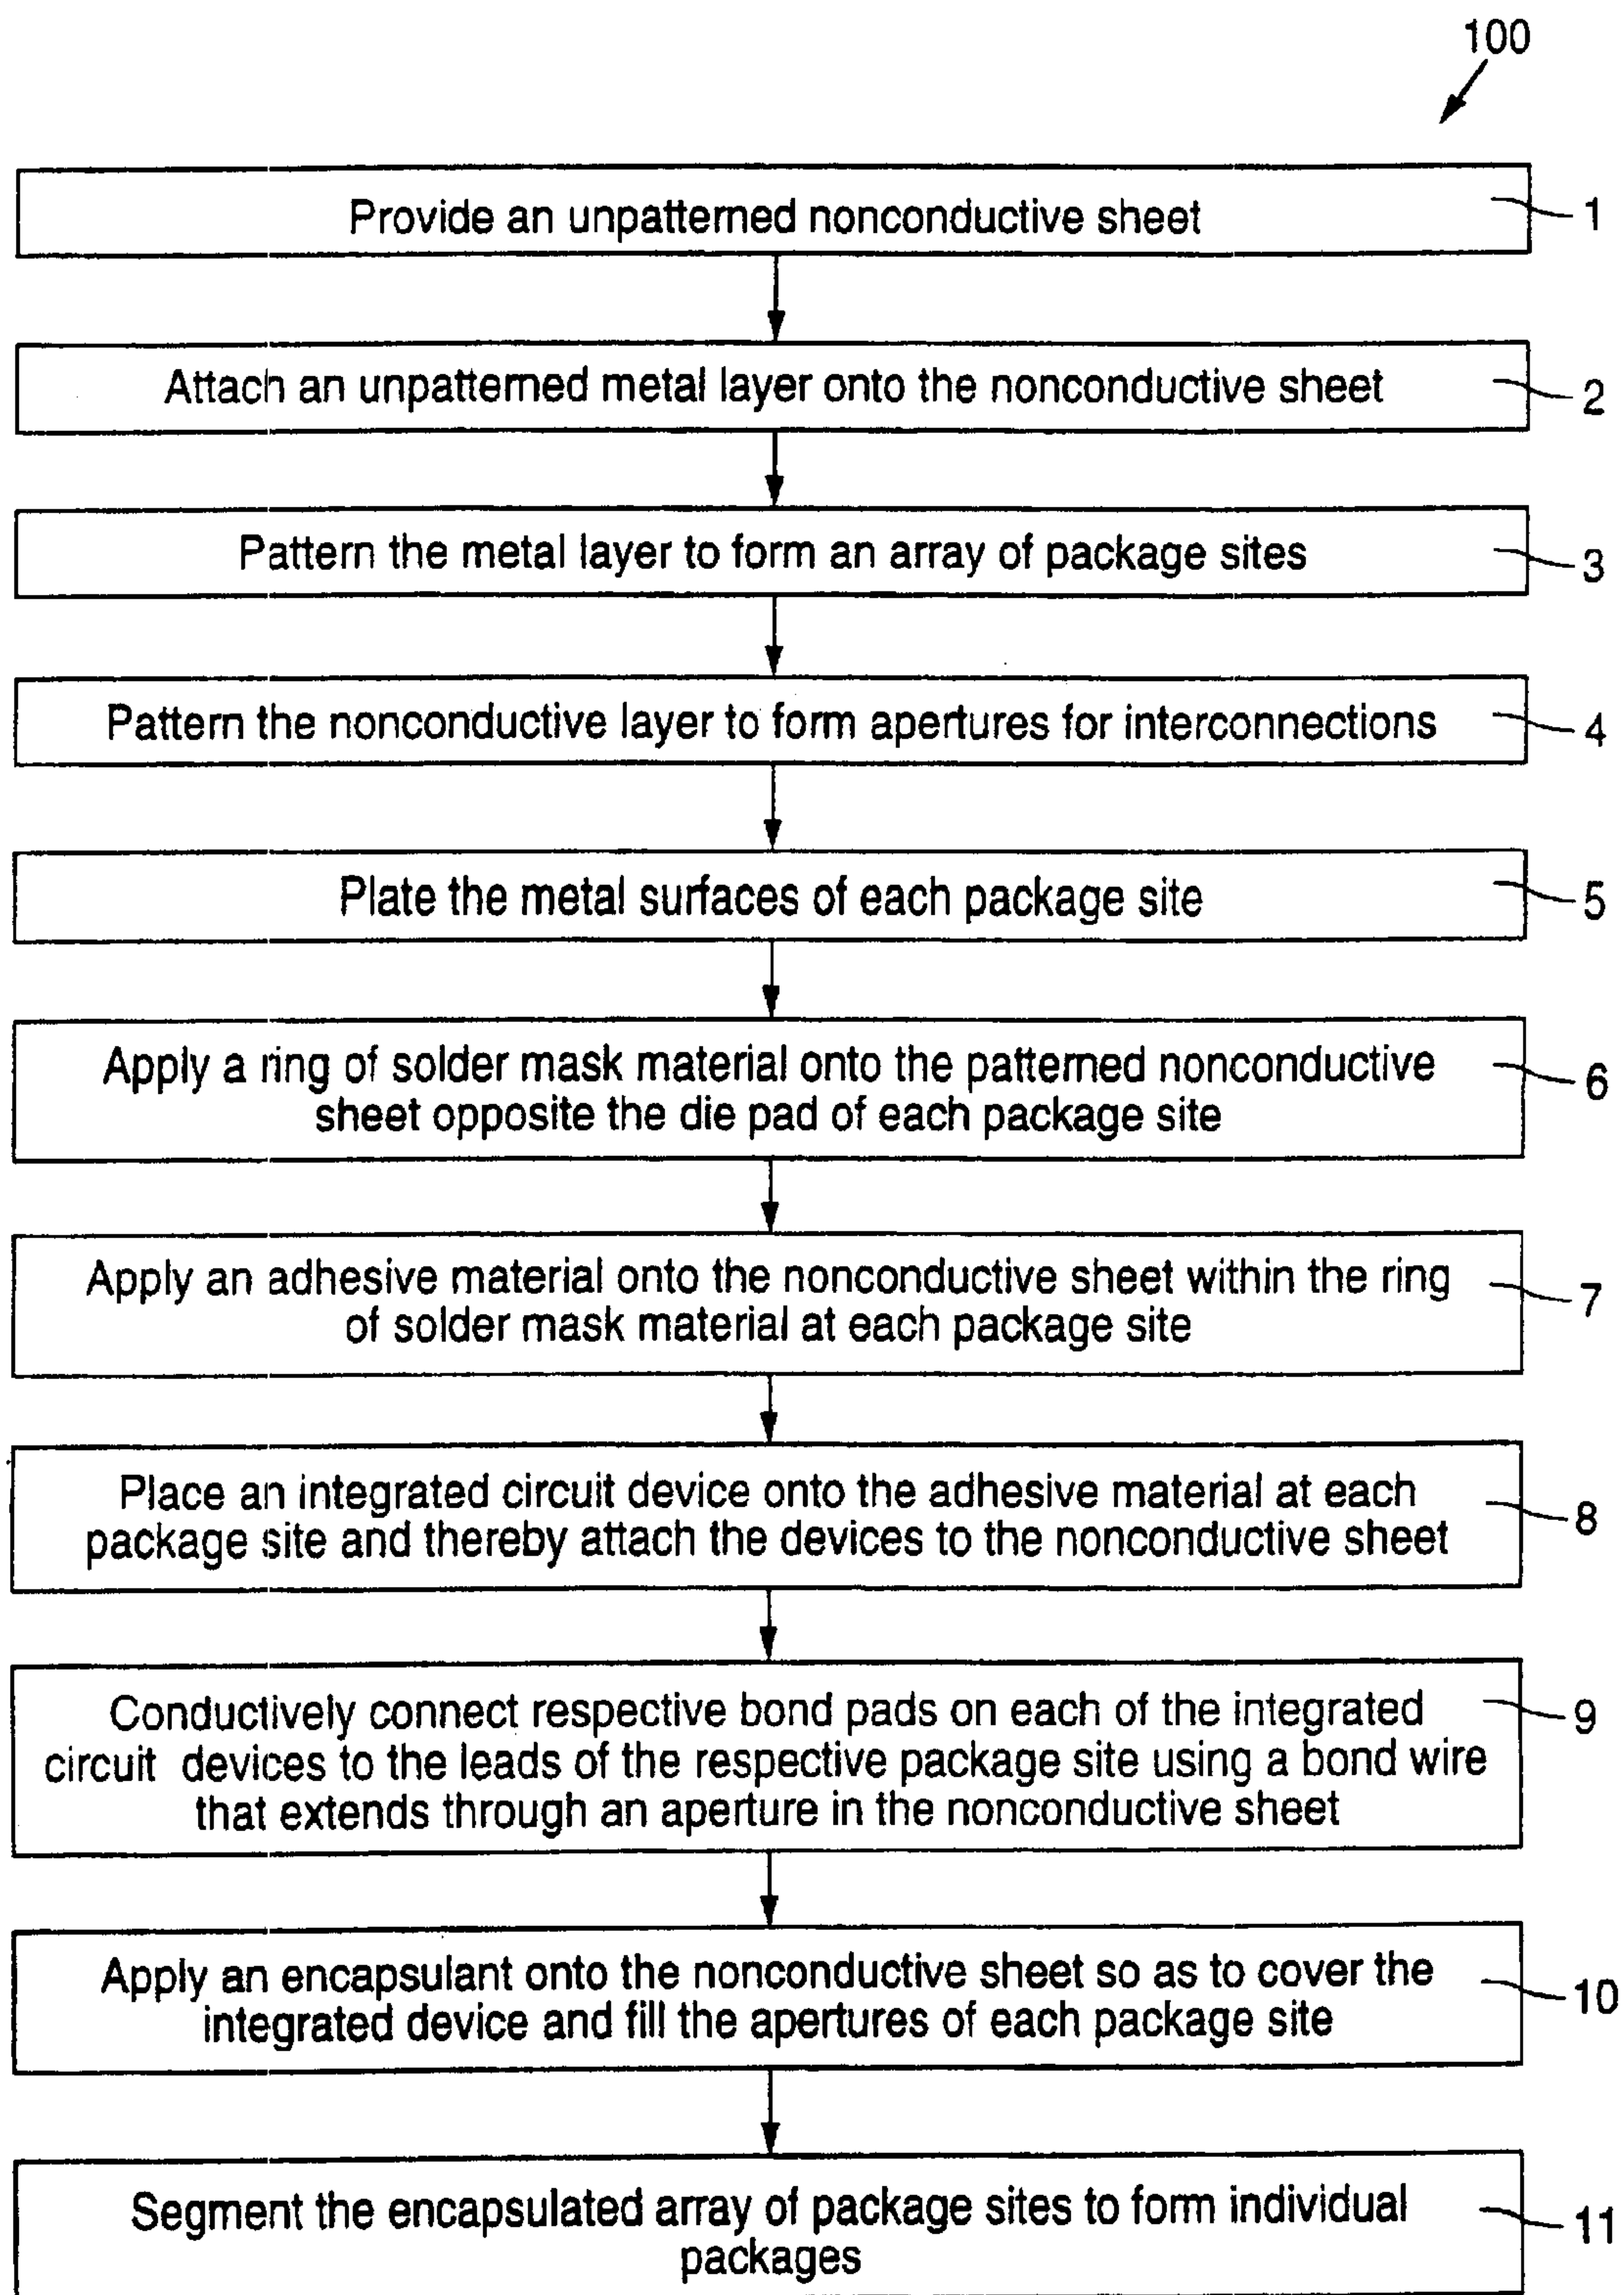 100
Provide an unpatterned nonconductive sheet
1
Attach an unpatterned metal layer onto the nonconductive sheet
2
Pattern the metal layer to form an array of package sites
3
Pattern the nonconductive layer to form apertures for interconnections
4
Plate the metal surfaces of each package site
5
Apply a ring of solder mask material onto the patterned nonconductive
sheet opposite the die pad of each package site
6
Apply an adhesive material onto the nonconductive sheet within the ring
of solder mask material at each package site
7
Place an integrated circuit device onto the adhesive material at each
package site and thereby attach the devices to the nonconductive sheet
8
Conductively connect respective bond pads on each of the integrated
circuit devices to the leads of the respective package site using a bond wire
that extends through an aperture in the nonconductive sheet
9
Apply an encapsulant onto the nonconductive sheet so as to cover the
integrated device and fill the apertures of each package site
10
Segment the encapsulated array of package sites to form individual
packages
11